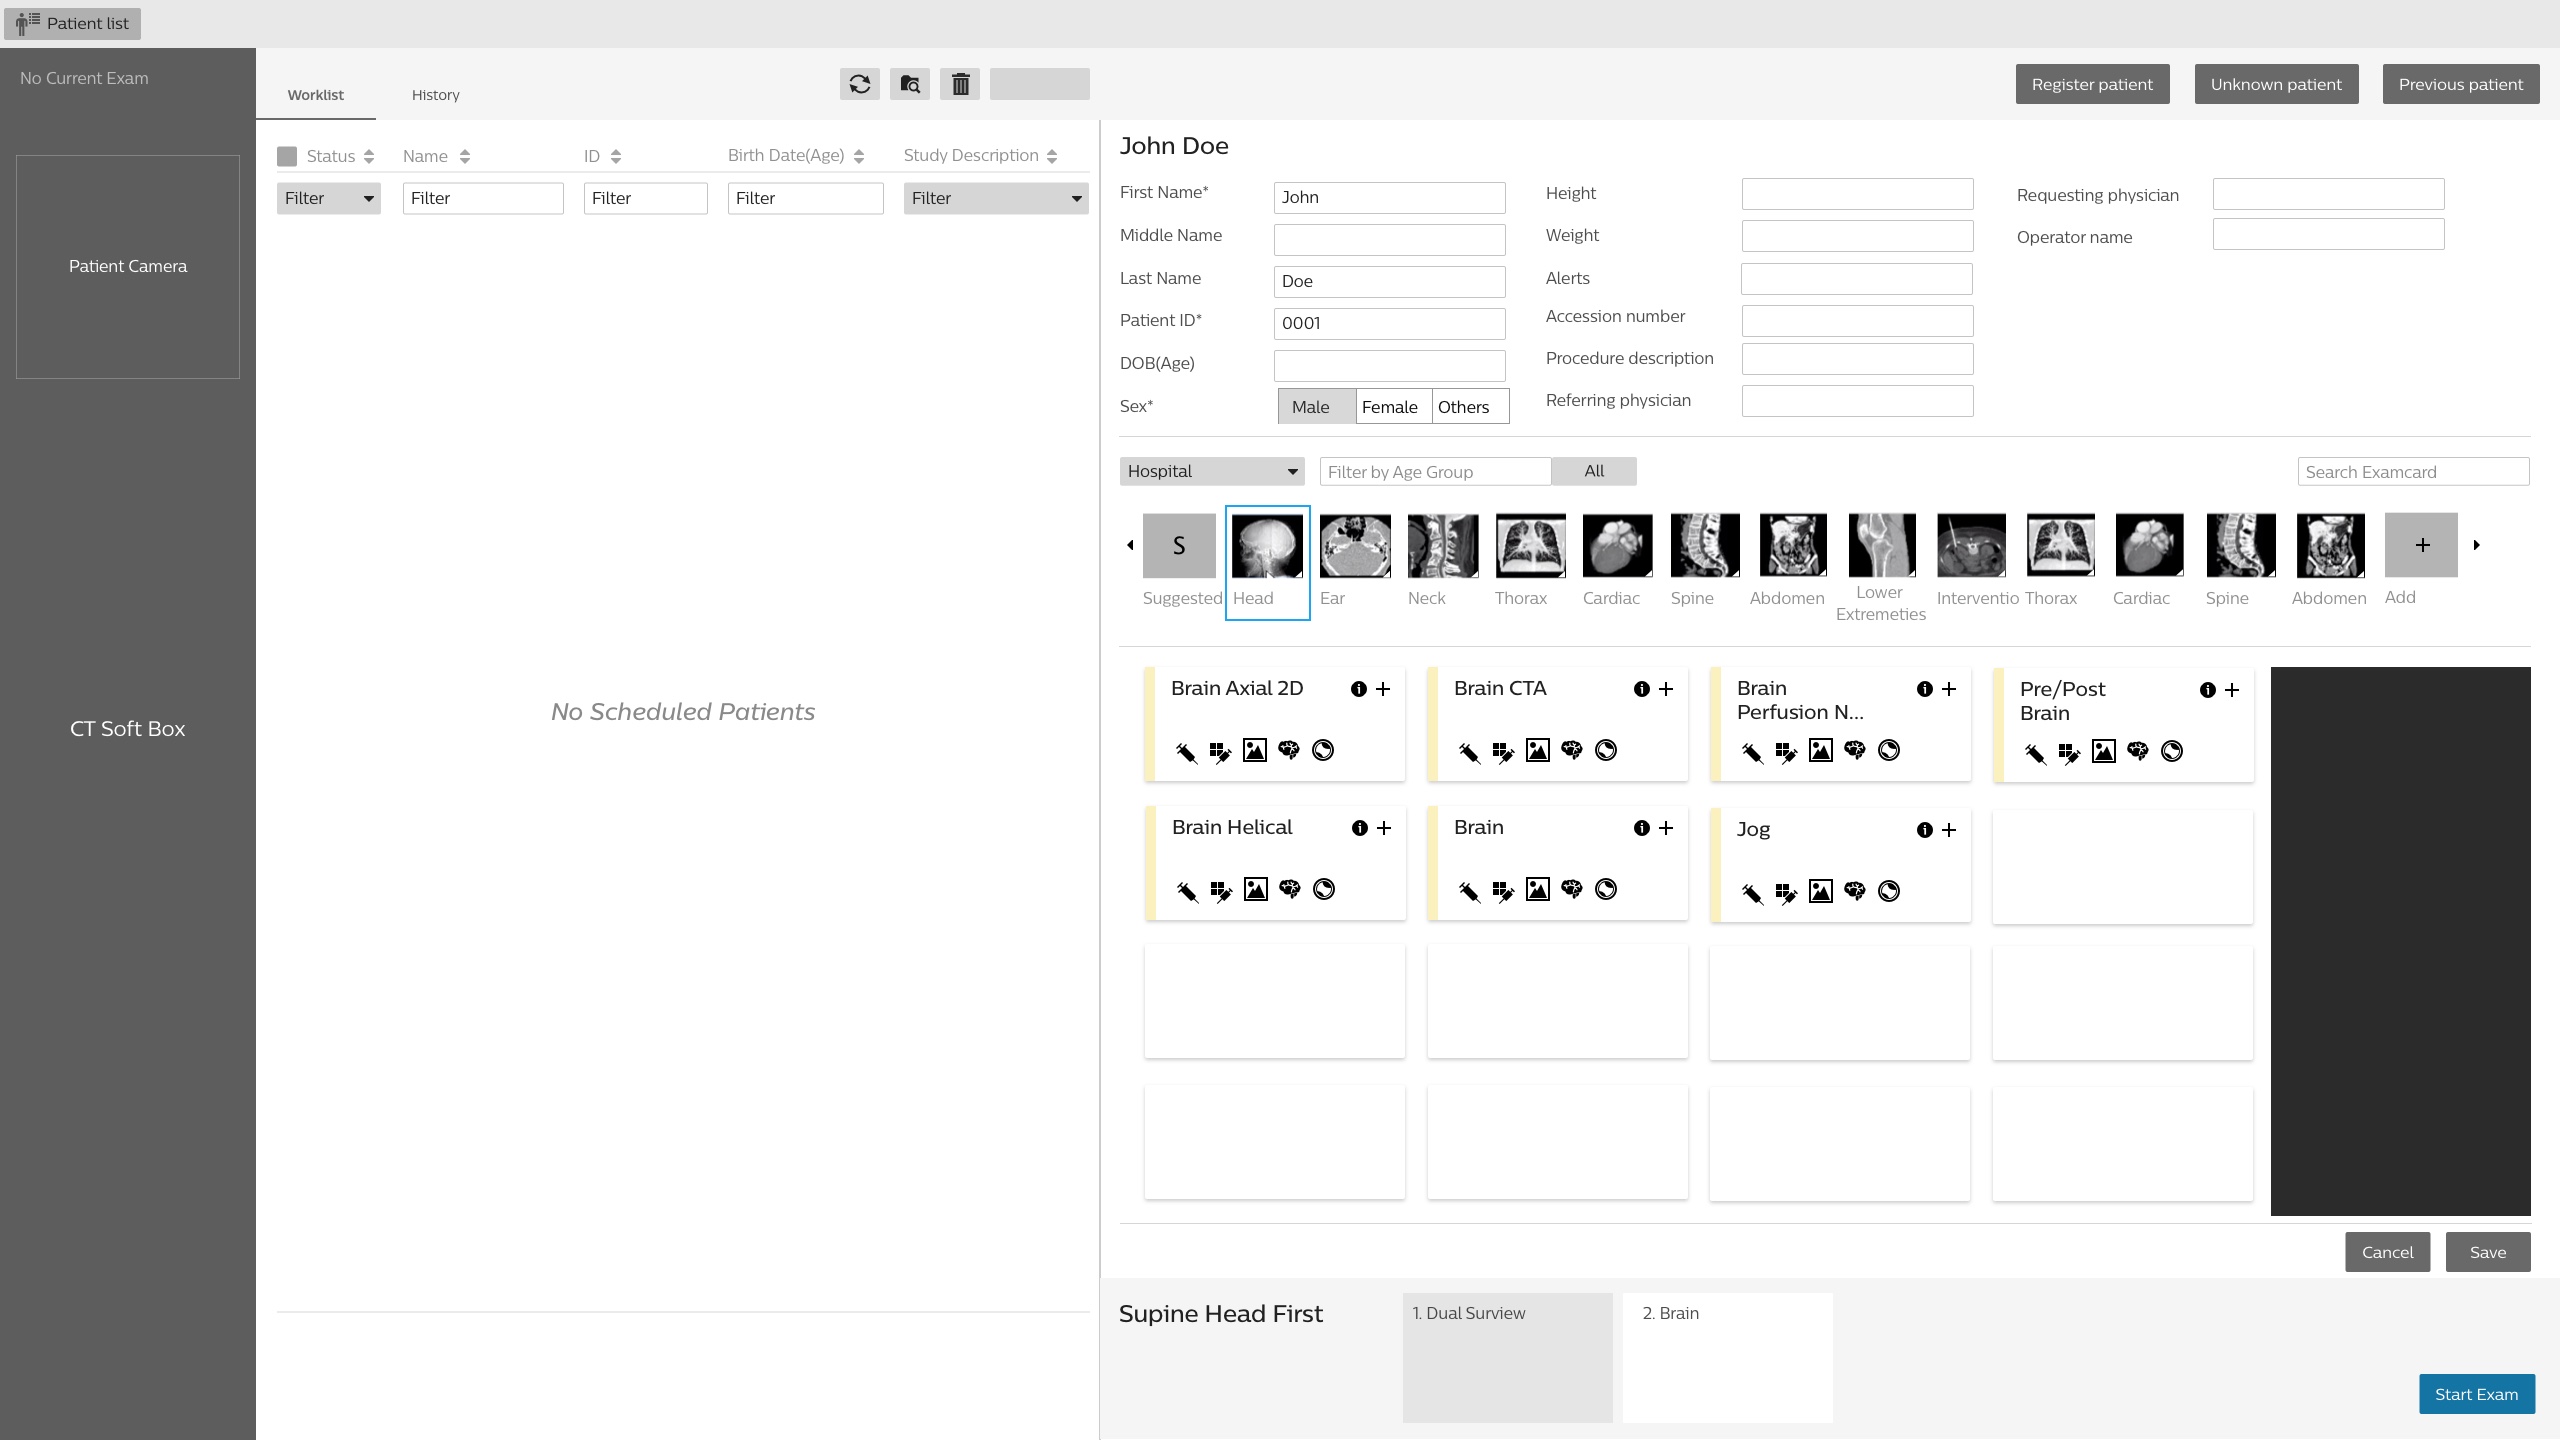 Patient list
No Current Exam
Patient Camera
CT Soft Box
Worklist
History
Register patient
Unknown patient
Previous patient
Status
Name
ID
Birth Date(Age)
Study Description
Filter
Filter
Filter
Filter
Filter
No Scheduled Patients
John Doe
First Name*
John
Middle Name
Last Name
Doe
Patient ID*
0001
DOB(Age)
Sex*
Male
Female
Others
Height
Weight
Alerts
Accession number
Procedure description
Referring physician
Requesting physician
Operator name
Hospital
Filter by Age Group
All
Search Examcard
S
Suggested
Head
Ear
Neck
Thorax
Cardiac
Spine
Abdomen
Lower
Extremeties
Interventio
Thorax
Cardiac
Spine
Abdomen
+
Add
Brain Axial 2D
Brain CTA
Brain
Perfusion N...
Pre/Post
Brain
Brain Helical
Brain
Jog
Cancel
Save
Supine Head First
1. Dual Surview
2. Brain
Start Exam